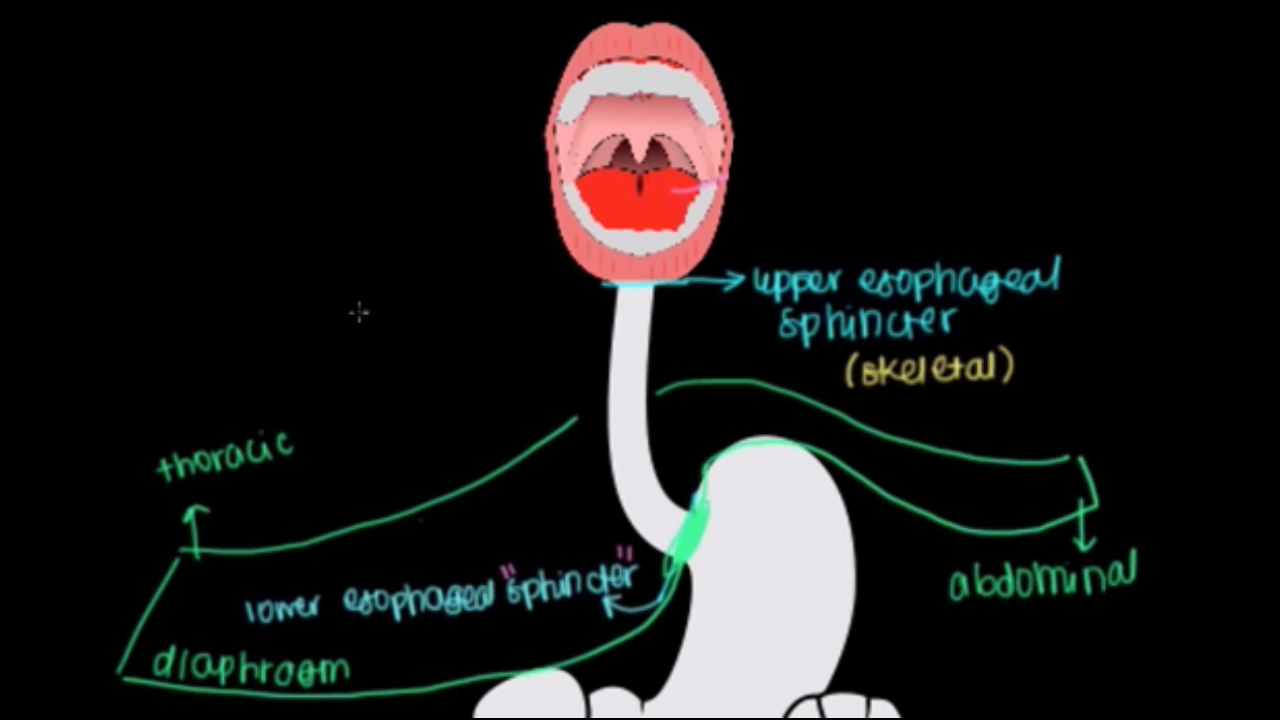 upper esophageal
sphincter
(skeletal)
thoracic
abdominal
lower esophageal "sphincter"
diaphragm